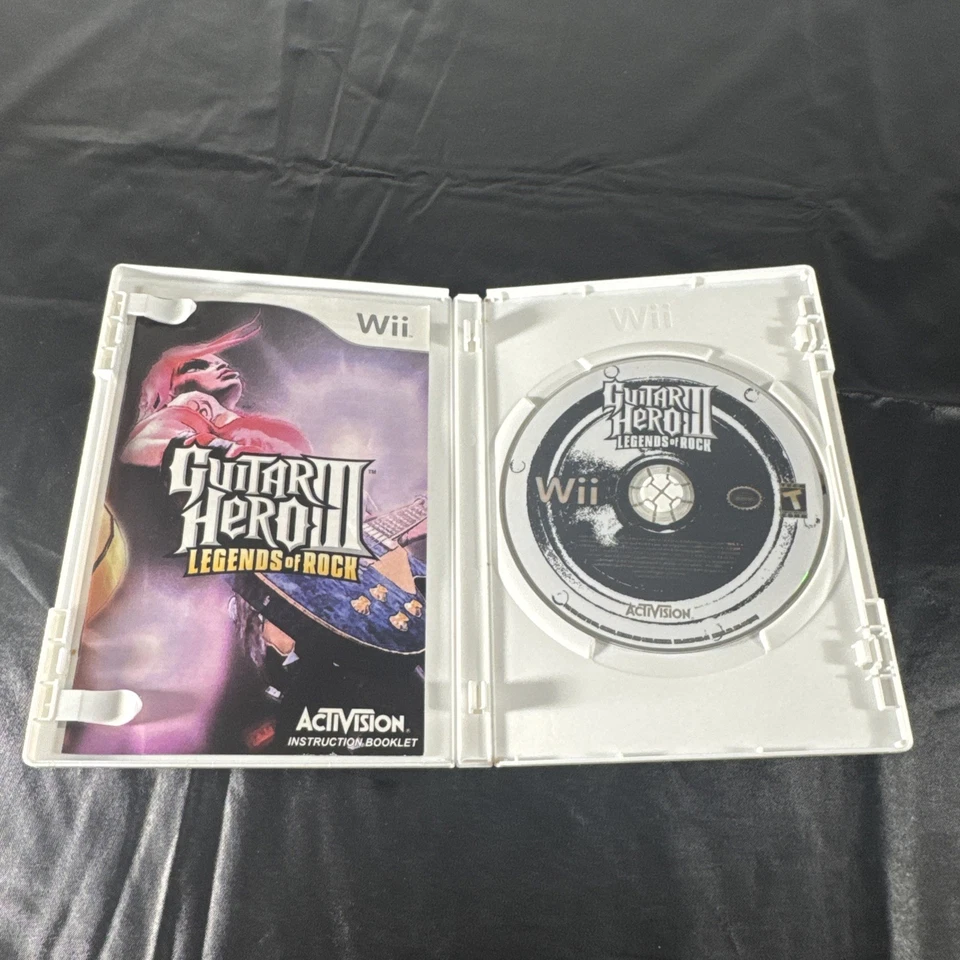 Wii
GUITAR III
HERO
LEGENDS of ROCK
ACTIVISION
INSTRUCTION BOOKLET
Wii
GUITAR III
HERO
LEGENDS of ROCK
Wii
T
ACTIVISION